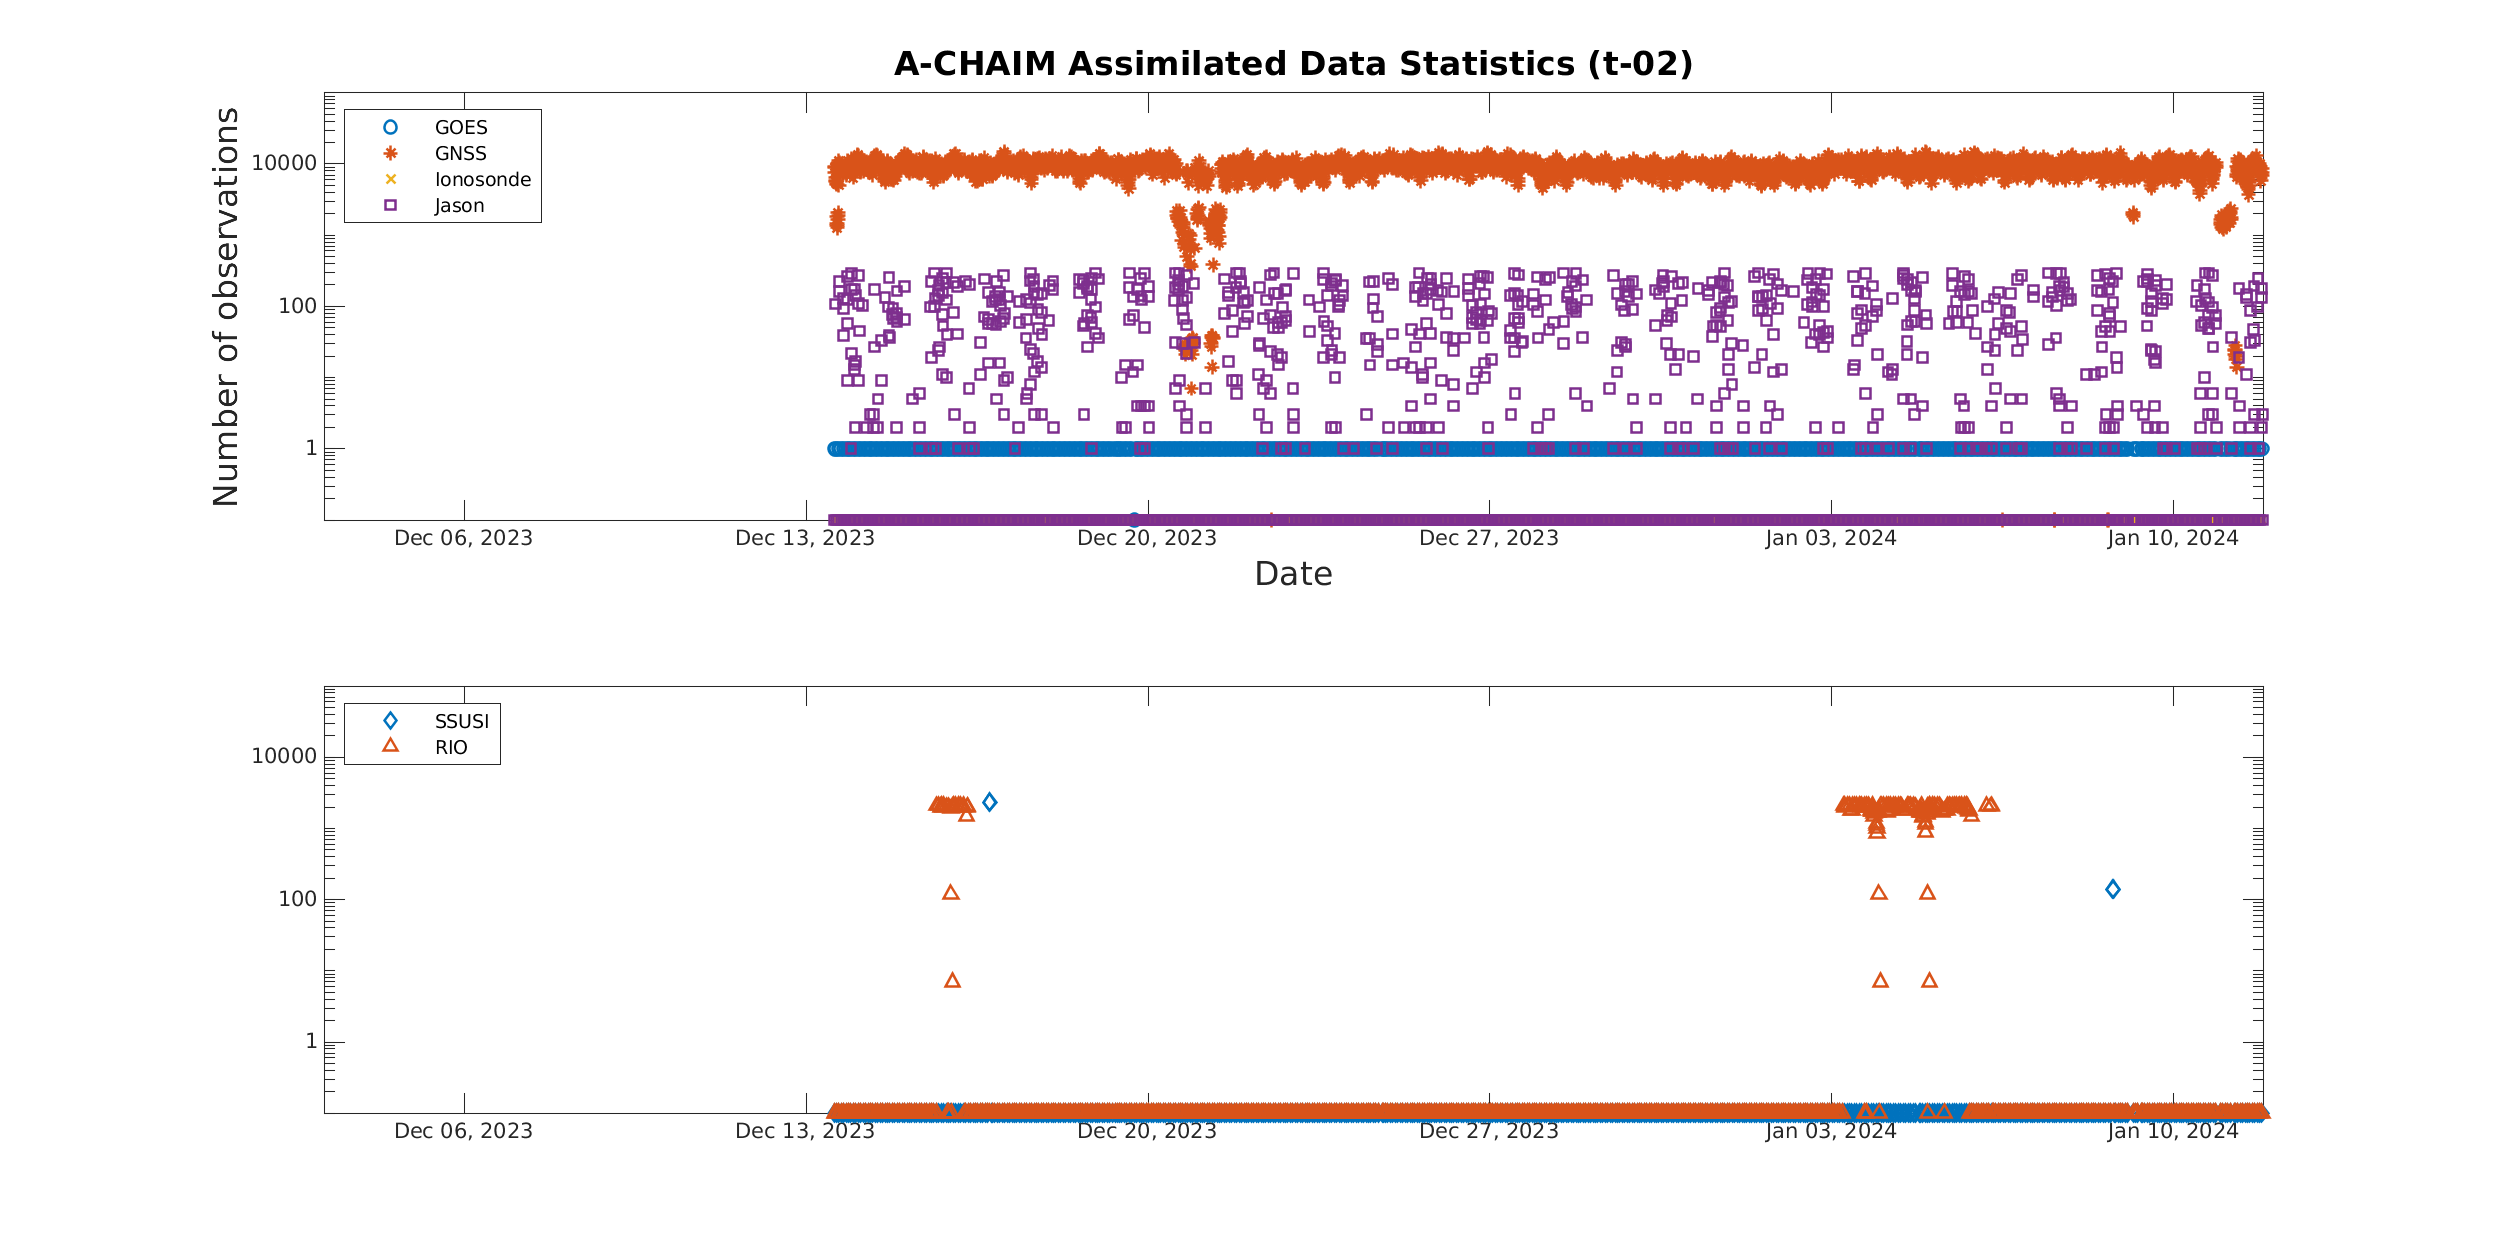 A-CHAIM Assimilated Data Statistics (t-02)
Number of observations
10000
100
1
GOES
GNSS
Ionosonde
Jason
Dec 06, 2023
Dec 13, 2023
Dec 20, 2023
Dec 27, 2023
Jan 03, 2024
Jan 10, 2024
Date
10000
100
1
SSUSI
RIO
Dec 06, 2023
Dec 13, 2023
Dec 20, 2023
Dec 27, 2023
Jan 03, 2024
Jan 10, 2024